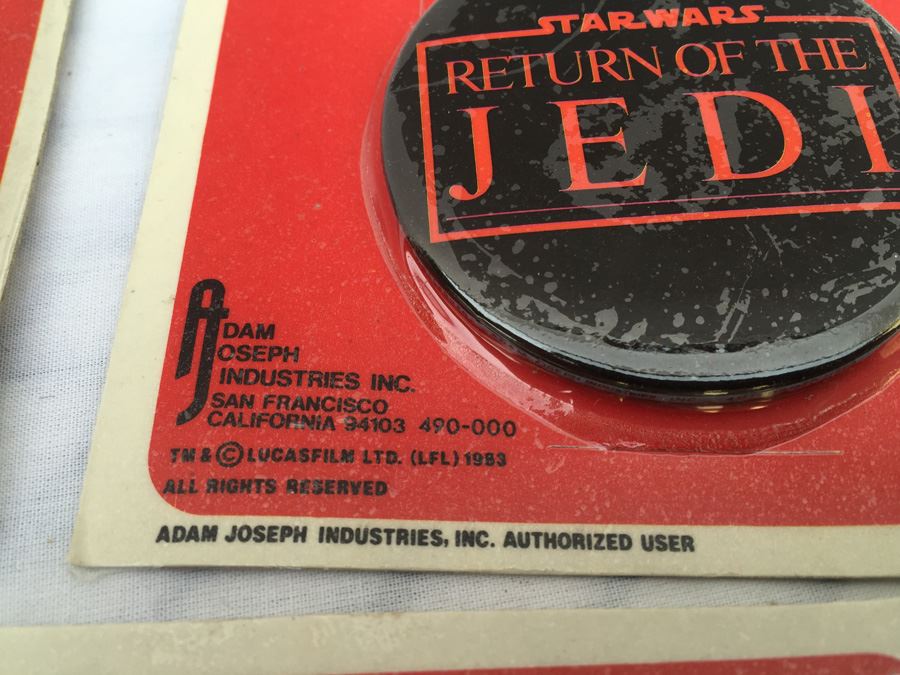 STAR WARS
RETURN OF THE
JEDI
ADAM
JOSEPH
INDUSTRIES INC.
SAN FRANCISCO
CALIFORNIA 94103 490-000
TM & © LUCASFILM LTD. (LFL) 1983
ALL RIGHTS RESERVED
ADAM JOSEPH INDUSTRIES, INC. AUTHORIZED USER